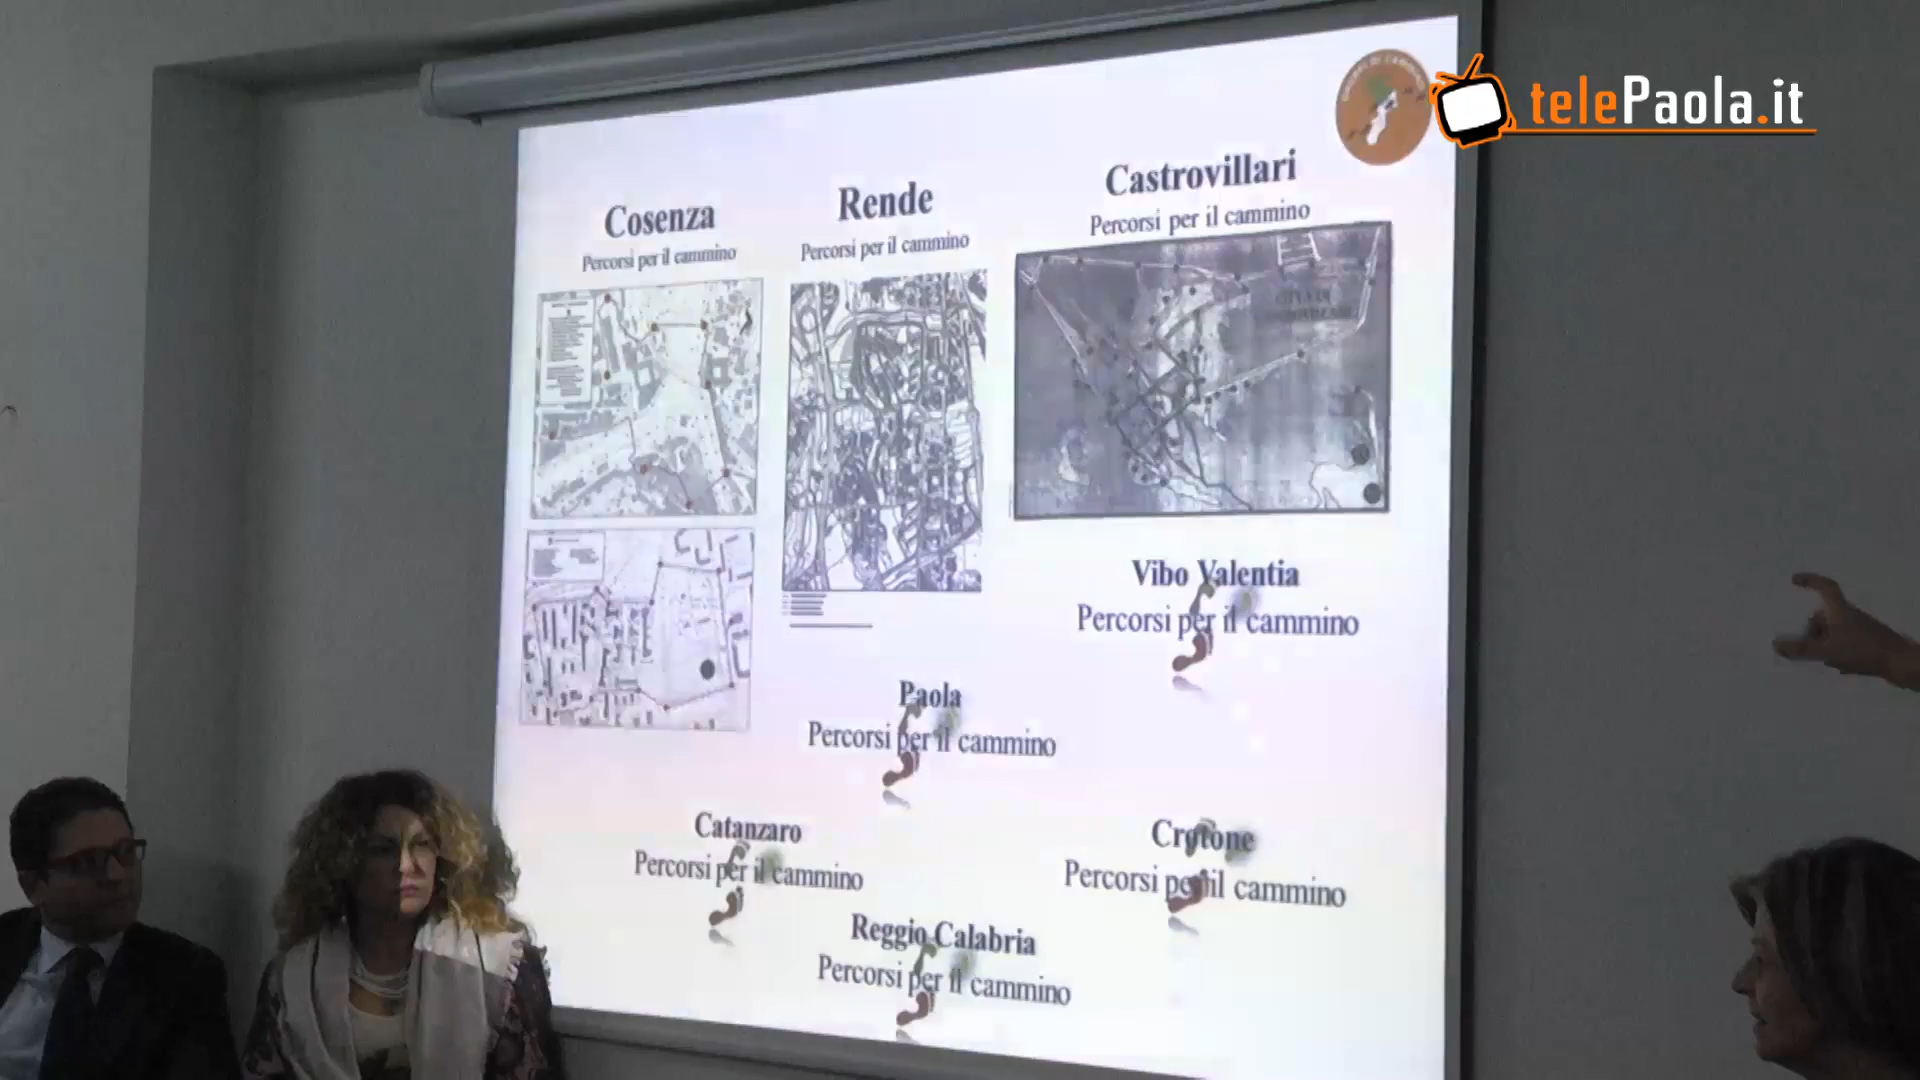 telePaola.it
Cosenza
Percorsi per il cammino
Rende
Percorsi per il cammino
Castrovillari
Percorsi per il cammino
Vibo Valentia
Percorsi per il cammino
Paola
Percorsi per il cammino
Catanzaro
Percorsi per il cammino
Crotone
Percorsi per il cammino
Reggio Calabria
Percorsi per il cammino